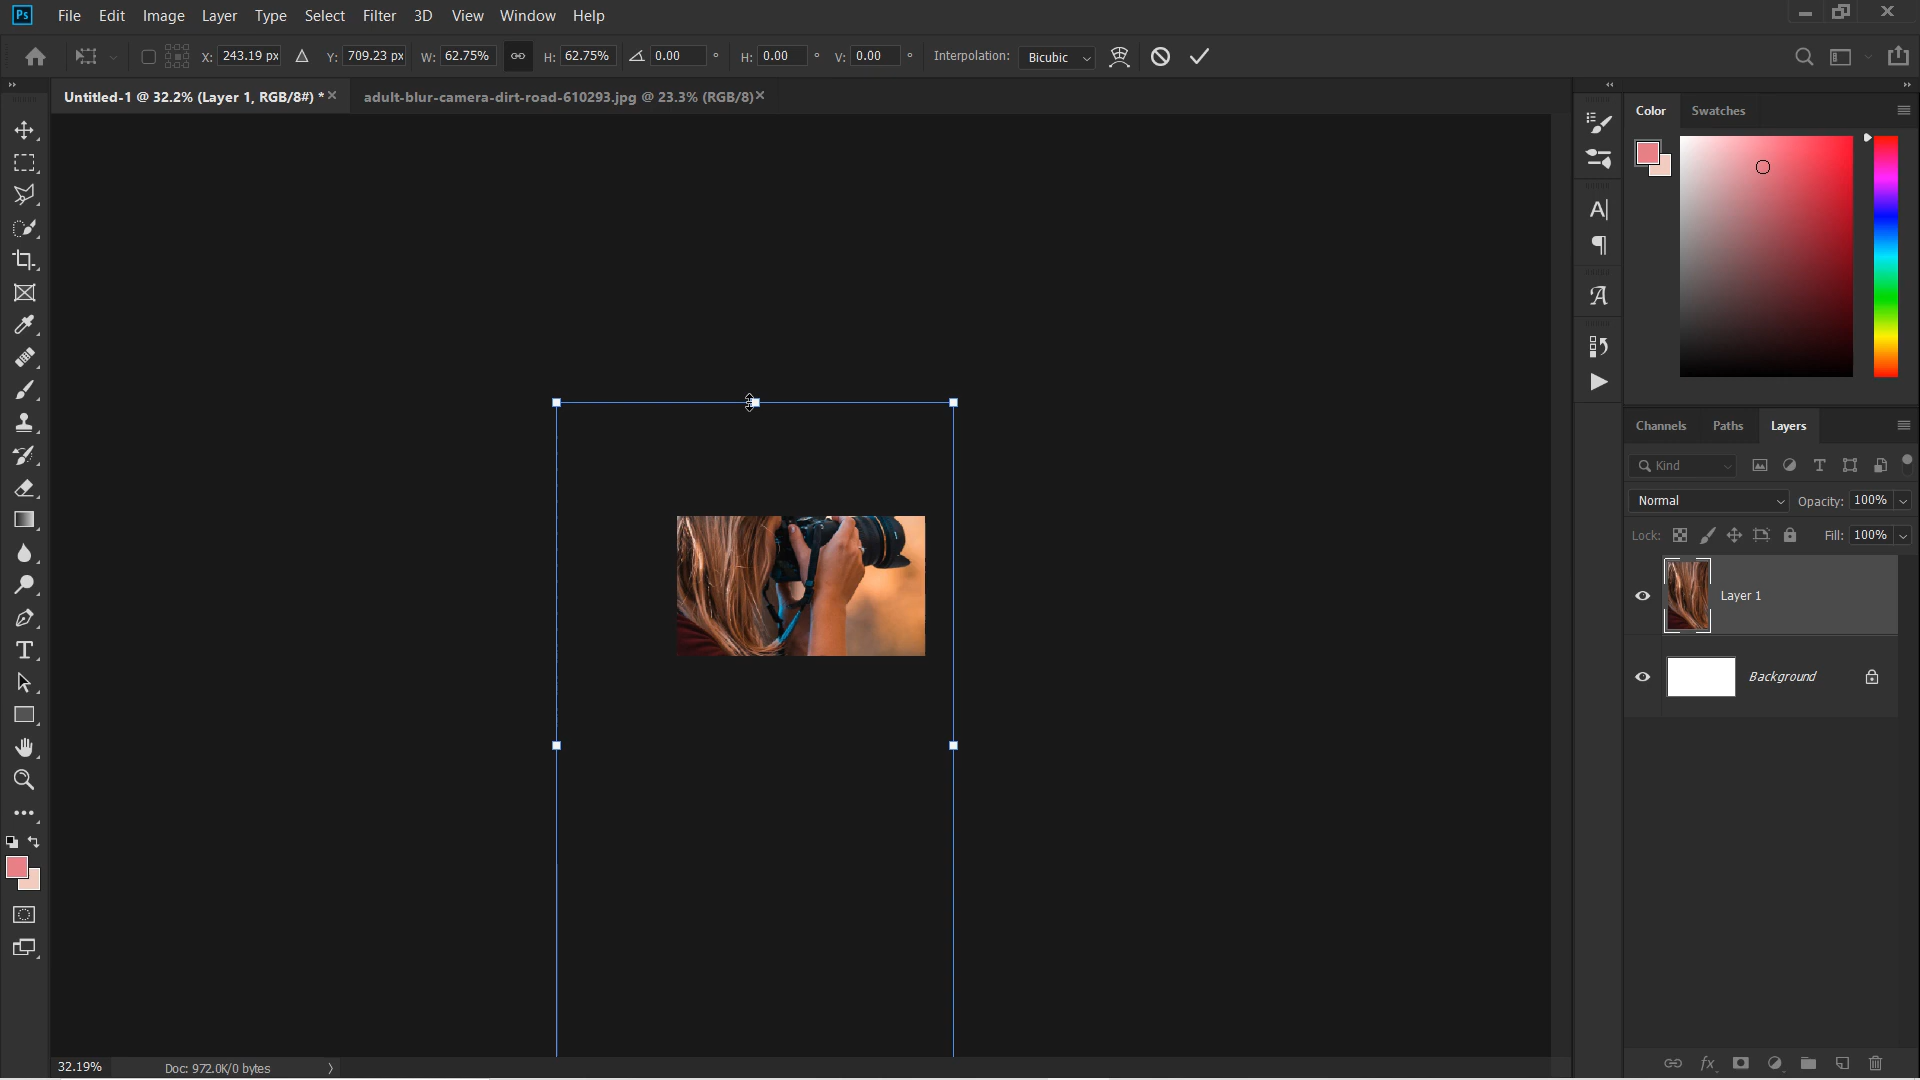 Ps File Edit Image Layer Type Select Filter 3D View Window Help
X: 243.19 px Y: 709.23 px W: 62.75% H: 62.75% 0.00 ° H: 0.00 ° V: 0.00 ° Interpolation: Bicubic
Untitled-1 @ 32.2% (Layer 1, RGB/8#) * adult-blur-camera-dirt-road-610293.jpg @ 23.3% (RGB/8)
Color Swatches
Channels Paths Layers
Kind
Normal Opacity: 100%
Lock: Fill: 100%
Layer 1
Background
32.19% Doc: 972.0K/0 bytes